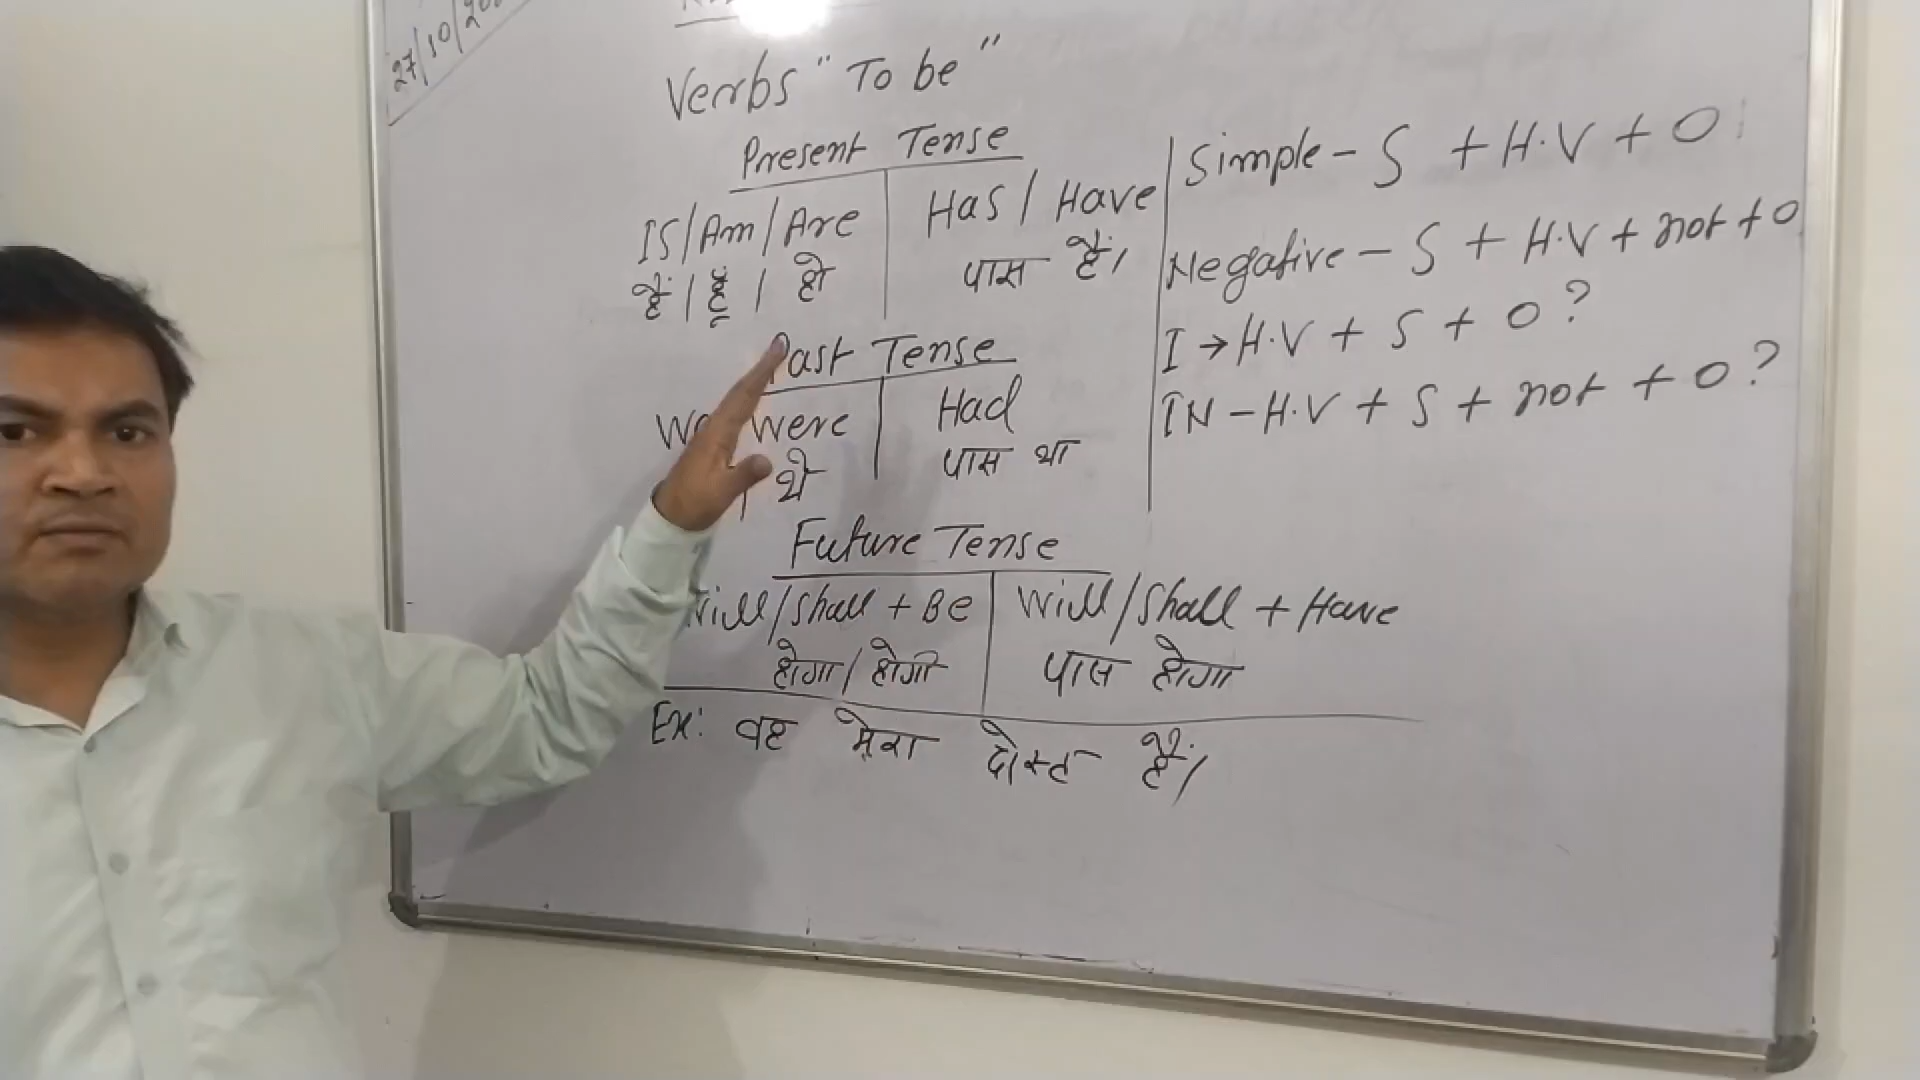 27/10/20
Verbs "To be"
Present Tense
Is/Am/Are
हैं/हूँ/हो
Has/Have
पास हैं।
Past Tense
Were
थे
Had
पास था
Future Tense
Will/Shall + Be
होगा/होगी
Will/Shall + Have
पास होगा
Ex: वह मेरा दोस्त हैं।
Simple - S + H.V + O
Negative - S + H.V + not + O
I → H.V + S + O ?
IN - H.V + S + not + O ?